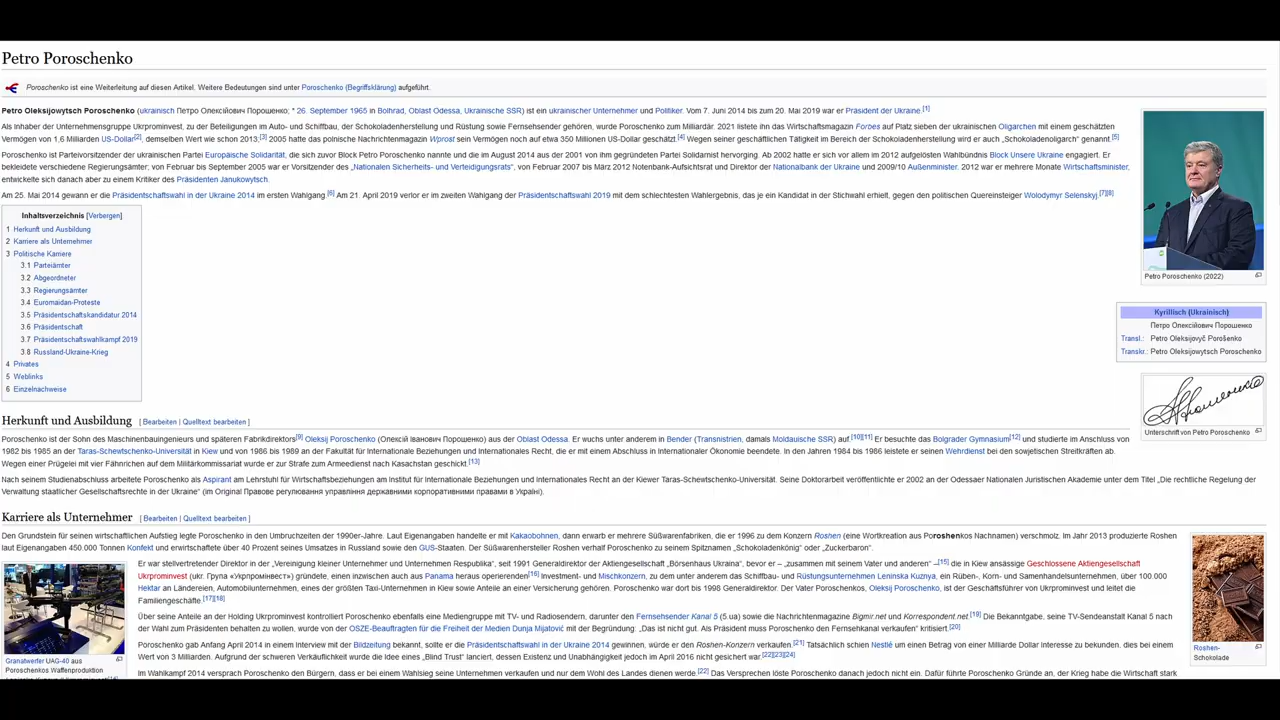 Petro Poroschenko
Poroschenko ist eine Weiterleitung auf diesen Artikel. Weitere Bedeutungen sind unter Poroschenko (Begriffsklärung) aufgeführt.
Petro Oleksijowytsch Poroschenko (ukrainisch Петро Олексійович Порошенко; * 26. September 1965 in Bolhrad, Oblast Odessa, Ukrainische SSR) ist ein ukrainischer Unternehmer und Politiker. Vom 7. Juni 2014 bis zum 20. Mai 2019 war er Präsident der Ukraine.[1]
Als Inhaber der Unternehmensgruppe Ukrprominvest, zu der Beteiligungen im Auto- und Schiffbau, der Schokoladenherstellung und Rüstung sowie Fernsehsender gehören, wurde Poroschenko zum Milliardär. 2021 listete ihn das Wirtschaftsmagazin Forbes auf Platz sieben der ukrainischen Oligarchen mit einem geschätzten
Vermögen von 1,6 Milliarden US-Dollar[2], demselben Wert wie schon 2013;[3] 2005 hatte das polnische Nachrichtenmagazin Wprost sein Vermögen noch auf etwa 350 Millionen US-Dollar geschätzt.[4] Wegen seiner geschäftlichen Tätigkeit im Bereich der Schokoladenherstellung wird er auch „Schokoladenoligarch“ genannt.[5]
Poroschenko ist Parteivorsitzender der ukrainischen Partei Europäische Solidarität, die sich zuvor Block Petro Poroschenko nannte und die im August 2014 aus der 2001 von ihm gegründeten Partei Solidarnist hervorging. Ab 2002 hatte er sich vor allem im 2012 aufgelösten Wahlbündnis Block Unsere Ukraine engagiert. Er
bekleidete verschiedene Regierungsämter; von Februar bis September 2005 war er Vorsitzender des „Nationalen Sicherheits- und Verteidigungsrats“, von Februar 2007 bis März 2012 Notenbank-Aufsichtsrat und Direktor der Nationalbank der Ukraine und 2009/10 Außenminister. 2012 war er mehrere Monate Wirtschaftsminister,
entwickelte sich danach aber zu einem Kritiker des Präsidenten Janukowytsch.
Am 25. Mai 2014 gewann er die Präsidentschaftswahl in der Ukraine 2014 im ersten Wahlgang.[6] Am 21. April 2019 verlor er im zweiten Wahlgang der Präsidentschaftswahl 2019 mit dem schlechtesten Wahlergebnis, das je ein Kandidat in der Stichwahl erhielt, gegen den politischen Quereinsteiger Wolodymyr Selenskyj.[7][8]
Petro Poroschenko (2022)
Kyrillisch (Ukrainisch)
Петро Олексійович Порошенко
Transl.: Petro Oleksijovyč Porošenko
Transkr.: Petro Oleksijowytsch Poroschenko
Unterschrift von Petro Poroschenko
Inhaltsverzeichnis [Verbergen]
1 Herkunft und Ausbildung
2 Karriere als Unternehmer
3 Politische Karriere
3.1 Parteiämter
3.2 Abgeordneter
3.3 Regierungsämter
3.4 Euromaidan-Proteste
3.5 Präsidentschaftskandidatur 2014
3.6 Präsidentschaft
3.7 Präsidentschaftswahlkampf 2019
3.8 Russland-Ukraine-Krieg
4 Privates
5 Weblinks
6 Einzelnachweise
Herkunft und Ausbildung [ Bearbeiten | Quelltext bearbeiten ]
Poroschenko ist der Sohn des Maschinenbauingenieurs und späteren Fabrikdirektors[9] Oleksij Poroschenko (Олексій Іванович Порошенко) aus der Oblast Odessa. Er wuchs unter anderem in Bender (Transnistrien, damals Moldauische SSR) auf.[10][11] Er besuchte das Bolgrader Gymnasium[12] und studierte im Anschluss von
1982 bis 1985 an der Taras-Schewtschenko-Universität in Kiew und von 1986 bis 1989 an der Fakultät für Internationale Beziehungen und Internationales Recht, die er mit einem Abschluss in Internationaler Ökonomie beendete. In den Jahren 1984 bis 1986 leistete er seinen Wehrdienst bei den sowjetischen Streitkräften ab.
Wegen einer Prügelei mit vier Fähnrichen auf dem Militärkommissariat wurde er zur Strafe zum Armeedienst nach Kasachstan geschickt.[13]
Nach seinem Studienabschluss arbeitete Poroschenko als Aspirant am Lehrstuhl für Wirtschaftsbeziehungen am Institut für Internationale Beziehungen und Internationales Recht an der Kiewer Taras-Schewtschenko-Universität. Seine Doktorarbeit veröffentlichte er 2002 an der Odessaer Nationalen Juristischen Akademie unter dem Titel „Die rechtliche Regelung der
Verwaltung staatlicher Gesellschaftsrechte in der Ukraine“ (im Original Правове регулювання управління державними корпоративними правами в Україні).
Karriere als Unternehmer [ Bearbeiten | Quelltext bearbeiten ]
Den Grundstein für seinen wirtschaftlichen Aufstieg legte Poroschenko in den Umbruchzeiten der 1990er-Jahre. Laut Eigenangaben handelte er mit Kakaobohnen, dann erwarb er mehrere Süßwarenfabriken, die er 1996 zu dem Konzern Roshen (eine Wortkreation aus Poroshenkos Nachnamen) verschmolz. Im Jahr 2013 produzierte Roshen
laut Eigenangaben 450.000 Tonnen Konfekt und erwirtschaftete über 40 Prozent seines Umsatzes in Russland sowie den GUS-Staaten. Der Süßwarenhersteller Roshen verhalf Poroschenko zu seinem Spitznamen „Schokoladenkönig“ oder „Zuckerbaron“.
Er war stellvertretender Direktor in der „Vereinigung kleiner Unternehmer und Unternehmen Respublika“, seit 1991 Generaldirektor der Aktiengesellschaft „Börsenhaus Ukraina“, bevor er – „zusammen mit seinem Vater und anderen“ –[15] die in Kiew ansässige Geschlossene Aktiengesellschaft
Ukrprominvest (ukr. Група «Укрпромінвест») gründete, einen inzwischen auch aus Panama heraus operierenden[16] Investment- und Mischkonzern, zu dem unter anderem das Schiffbau- und Rüstungsunternehmen Leninska Kuznya, ein Rüben-, Korn- und Samenhandelsunternehmen, über 100.000
Hektar an Ländereien, Automobilunternehmen, eines der größten Taxi-Unternehmen in Kiew sowie Anteile an einer Versicherung gehören. Poroschenko war dort bis 1998 Generaldirektor. Der Vater Poroschenkos, Oleksij Poroschenko, ist der Geschäftsführer von Ukrprominvest und leitet die
Familiengeschäfte.[17][18]
Über seine Anteile an der Holding Ukrprominvest kontrolliert Poroschenko ebenfalls eine Mediengruppe mit TV- und Radiosendern, darunter den Fernsehsender Kanal 5 (5.ua) sowie die Nachrichtenmagazine Bigmir.net und Korrespondent.net.[19] Die Bekanntgabe, seine TV-Sendeanstalt Kanal 5 nach
der Wahl zum Präsidenten behalten zu wollen, wurde von der OSZE-Beauftragten für die Freiheit der Medien Dunja Mijatović mit der Begründung: „Das ist nicht gut. Als Präsident muss Poroschenko den Fernsehkanal verkaufen“ kritisiert.[20]
Poroschenko gab Anfang April 2014 in einem Interview mit der Bildzeitung bekannt, sollte er die Präsidentschaftswahl in der Ukraine 2014 gewinnen, würde er den Roshen-Konzern verkaufen.[21] Tatsächlich schien Nestlé um einen Betrag von einer Milliarde Dollar Interesse zu bekunden. dies bei einem
Wert von 3 Milliarden. Aufgrund der schweren Verkäuflichkeit wurde die Idee eines „Blind Trust“ lanciert, dessen Existenz und Unabhängigkeit jedoch im April 2016 nicht gesichert war.[22][23][24]
Im Wahlkampf 2014 versprach Poroschenko den Bürgern, dass er bei einem Wahlsieg seine Unternehmen verkaufen und nur dem Wohl des Landes dienen werde.[22] Das Versprechen löste Poroschenko danach jedoch nicht ein. Dafür führte Poroschenko Gründe an, der Krieg habe die Wirtschaft stark
Granatwerfer UAG-40 aus
Poroschenkos Waffenproduktion
Roshen-
Schokolade